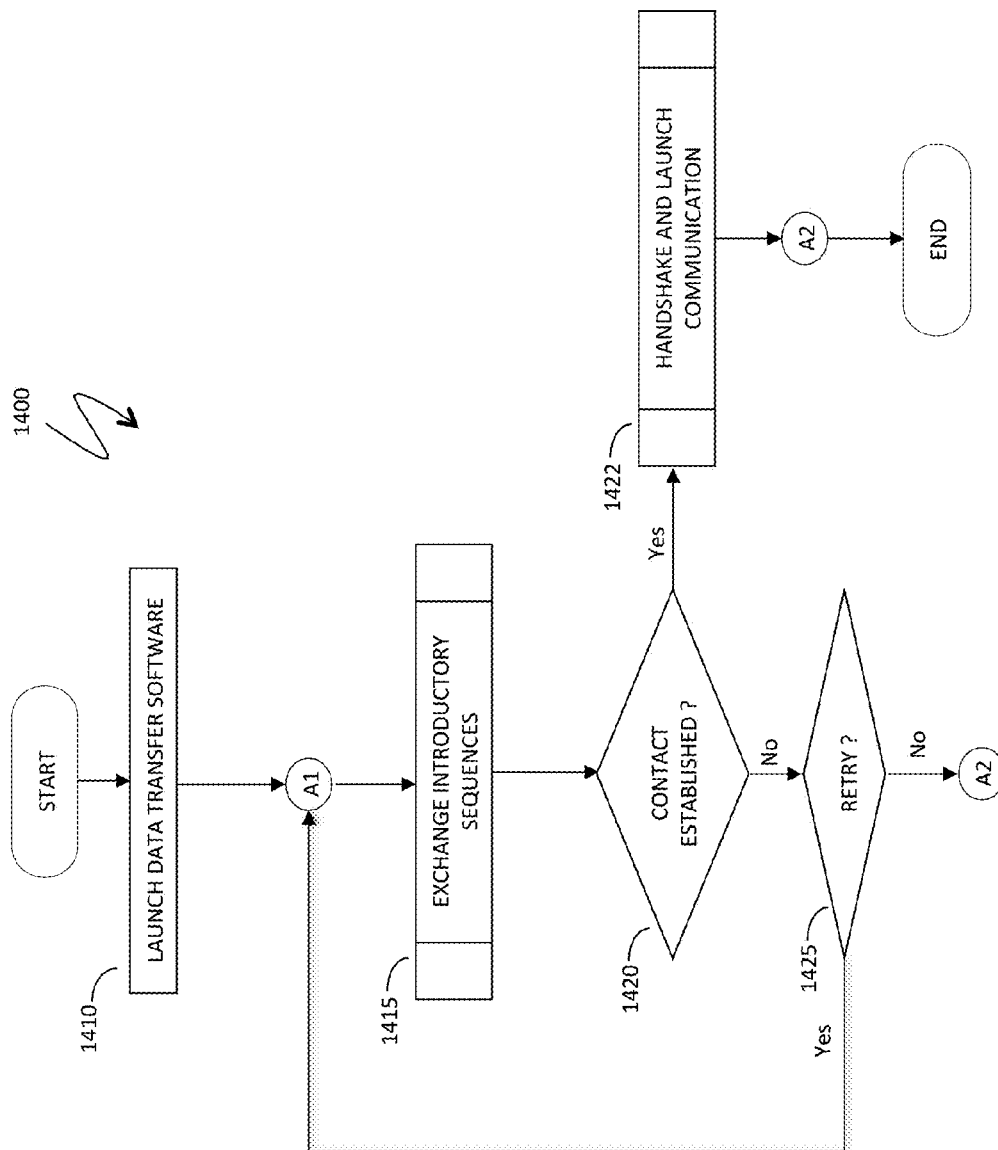 1400
START
1410
LAUNCH DATA TRANSFER SOFTWARE
A1
1415
EXCHANGE INTRODUCTORY
SEQUENCES
1420
CONTACT
ESTABLISHED ?
Yes
No
1422
HANDSHAKE AND LAUNCH
COMMUNICATION
A2
END
1425
RETRY ?
Yes
No
A2